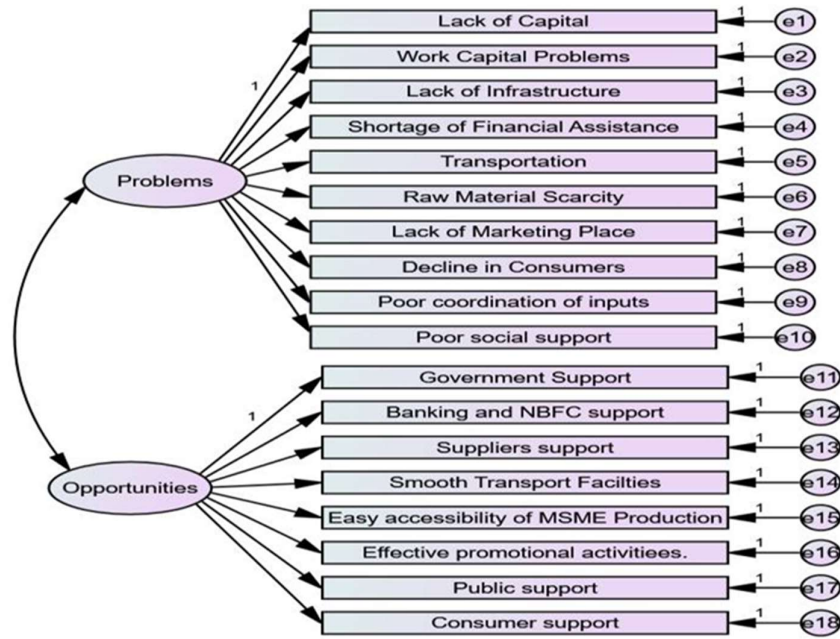 1
Lack of Capital
1
e1
Work Capital Problems
1
e2
Lack of Infrastructure
1
e3
Shortage of Financial Assistance
1
e4
Problems
Transportation
1
e5
Raw Material Scarcity
1
e6
Lack of Marketing Place
1
e7
Decline in Consumers
1
e8
Poor coordination of inputs
1
e9
Poor social support
1
e10
1
Government Support
1
e11
Banking and NBFC support
1
e12
Suppliers support
1
e13
Opportunities
Smooth Transport Facilties
1
e14
Easy accessibility of MSME Production
1
e15
Effective promotional activitiees.
1
e16
Public support
1
e17
Consumer support
1
e18